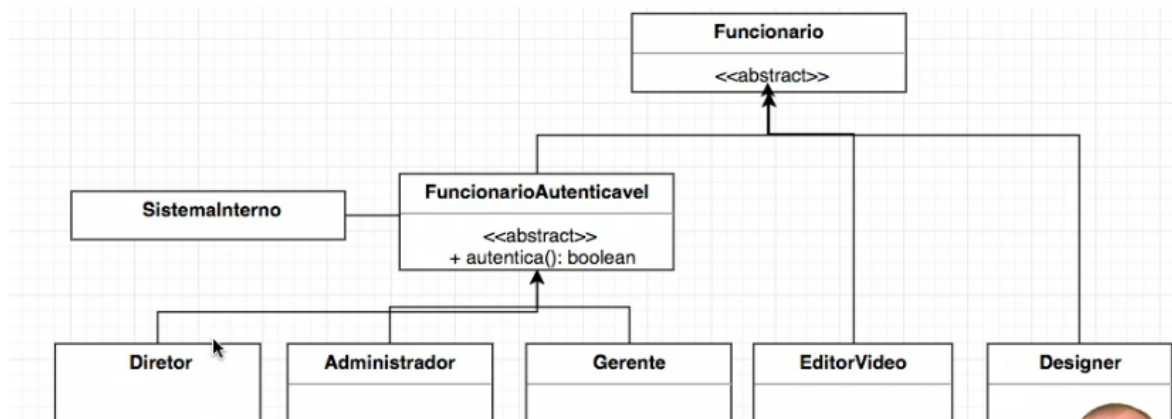 Funcionario
<<abstract>>
SistemaInterno
FuncionarioAutenticavel
<<abstract>>
+ autentica(): boolean
Diretor
Administrador
Gerente
EditorVideo
Designer